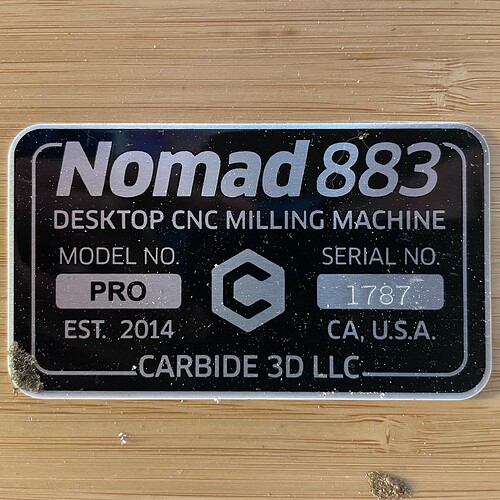 Nomad 883
DESKTOP CNC MILLING MACHINE
MODEL NO.
PRO
EST. 2014
C
SERIAL NO.
1787
CA, U.S.A.
CARBIDE 3D LLC